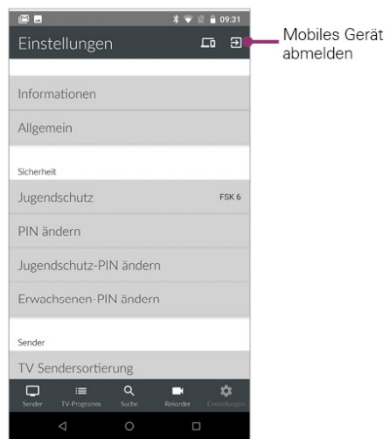 09:31
Einstellungen
Mobiles Gerät
abmelden
Informationen
Allgemein
Sicherheit
Jugendschutz FSK 6
PIN ändern
Jugendschutz-PIN ändern
Erwachsenen-PIN ändern
Sender
TV Sendersortierung
Sender TV-Programm Suche Rekorder Einstellungen